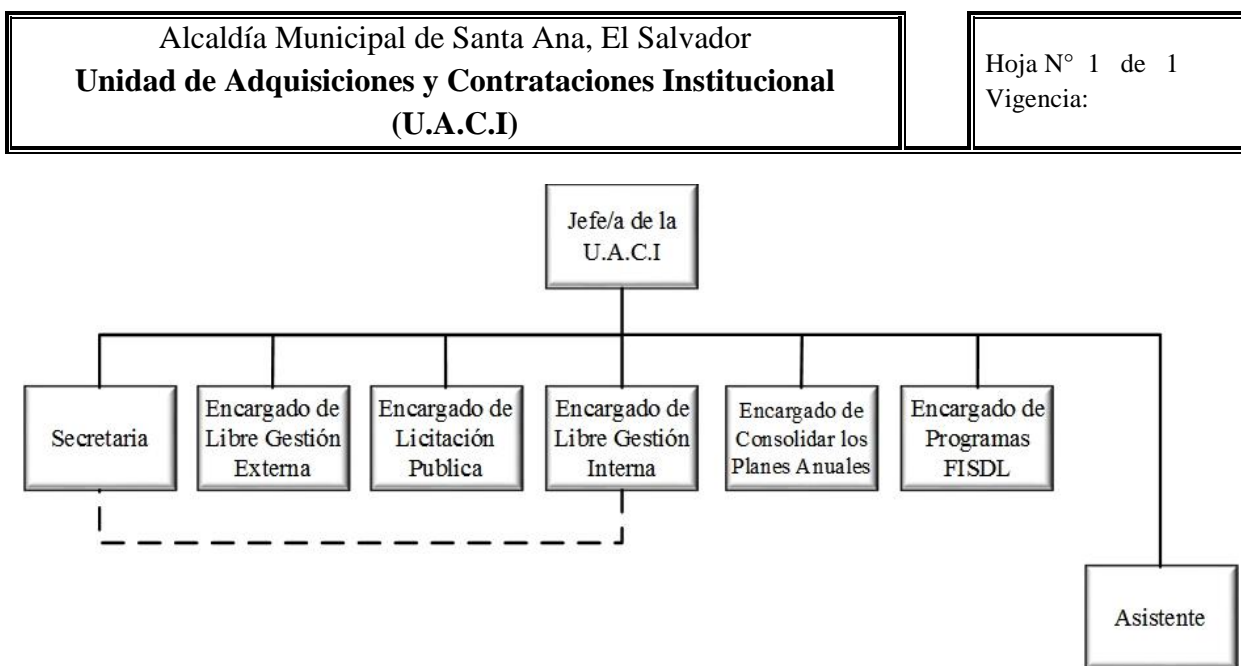 Alcaldía Municipal de Santa Ana, El Salvador
Unidad de Adquisiciones y Contrataciones Institucional
(U.A.C.I)
Hoja N° 1 de 1
Vigencia:
Jefe/a de la
U.A.C.I
Secretaria
Encargado de
Libre Gestión
Externa
Encargado de
Licitación
Publica
Encargado de
Libre Gestión
Interna
Encargado de
Consolidar los
Planes Anuales
Encargado de
Programas
FISDL
Asistente